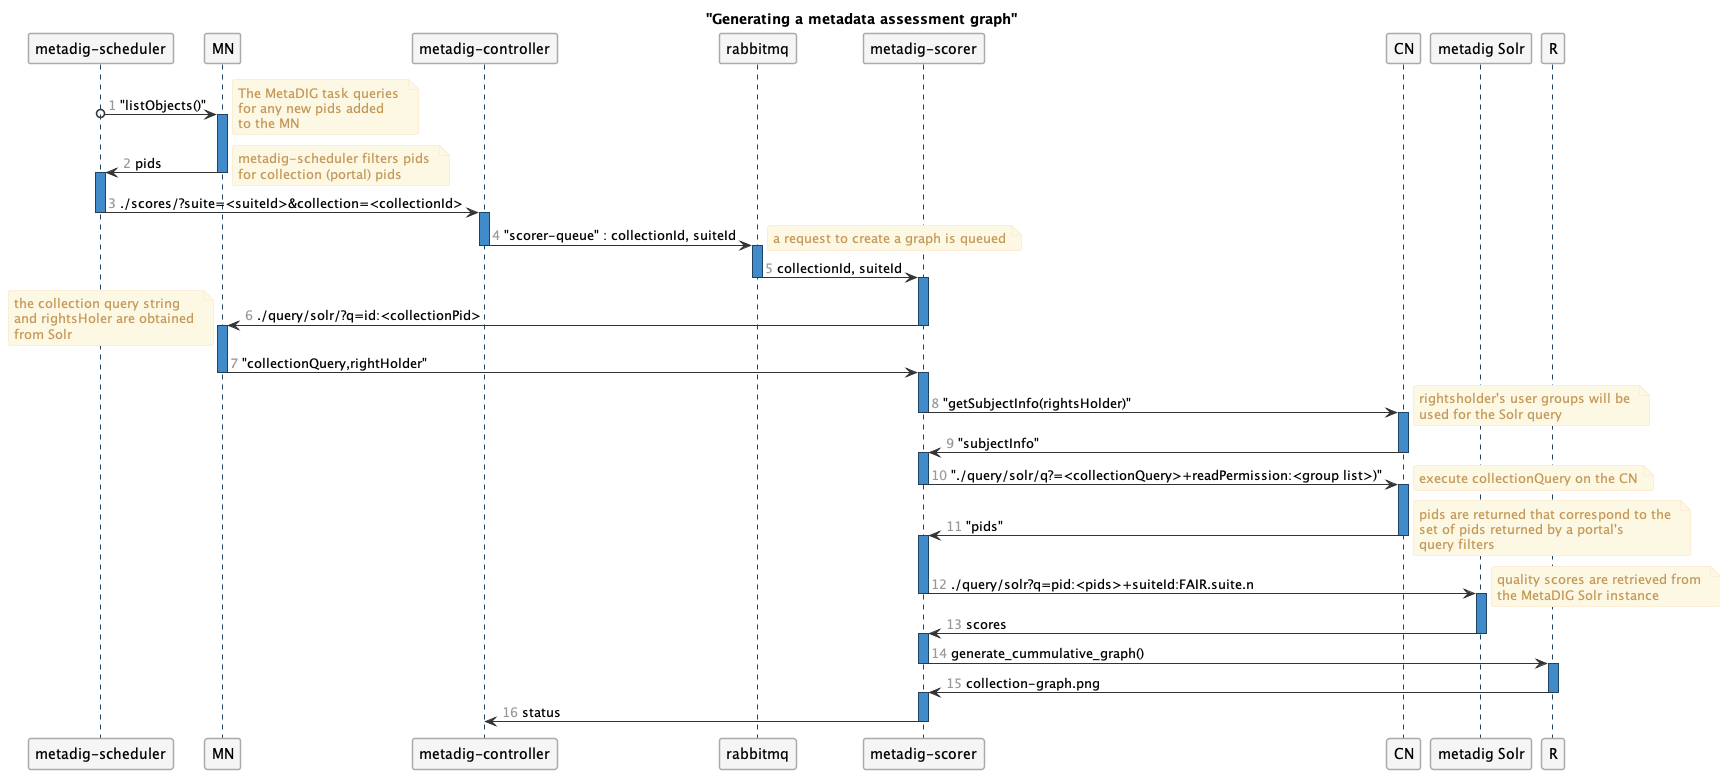 "Generating a metadata assessment graph"
metadig-scheduler
MN
metadig-controller
rabbitmq
metadig-scorer
CN
metadig Solr
R
1 "listObjects()"
The MetaDIG task queries
for any new pids added
to the MN
2 pids
metadig-scheduler filters pids
for collection (portal) pids
3 ./scores/?suite=<suiteId>&collection=<collectionId>
4 "scorer-queue" : collectionId, suiteId
a request to create a graph is queued
5 collectionId, suiteId
the collection query string
and rightsHoler are obtained
from Solr
6 ./query/solr/?q=id:<collectionPid>
7 "collectionQuery,rightHolder"
8 "getSubjectInfo(rightsHolder)"
rightsholder's user groups will be
used for the Solr query
9 "subjectInfo"
10 "./query/solr/q?=<collectionQuery>+readPermission:<group list>)"
execute collectionQuery on the CN
11 "pids"
pids are returned that correspond to the
set of pids returned by a portal's
query filters
12 ./query/solr?q=pid:<pids>+suiteId:FAIR.suite.n
quality scores are retrieved from
the MetaDIG Solr instance
13 scores
14 generate_cummulative_graph()
15 collection-graph.png
16 status
metadig-scheduler
MN
metadig-controller
rabbitmq
metadig-scorer
CN
metadig Solr
R